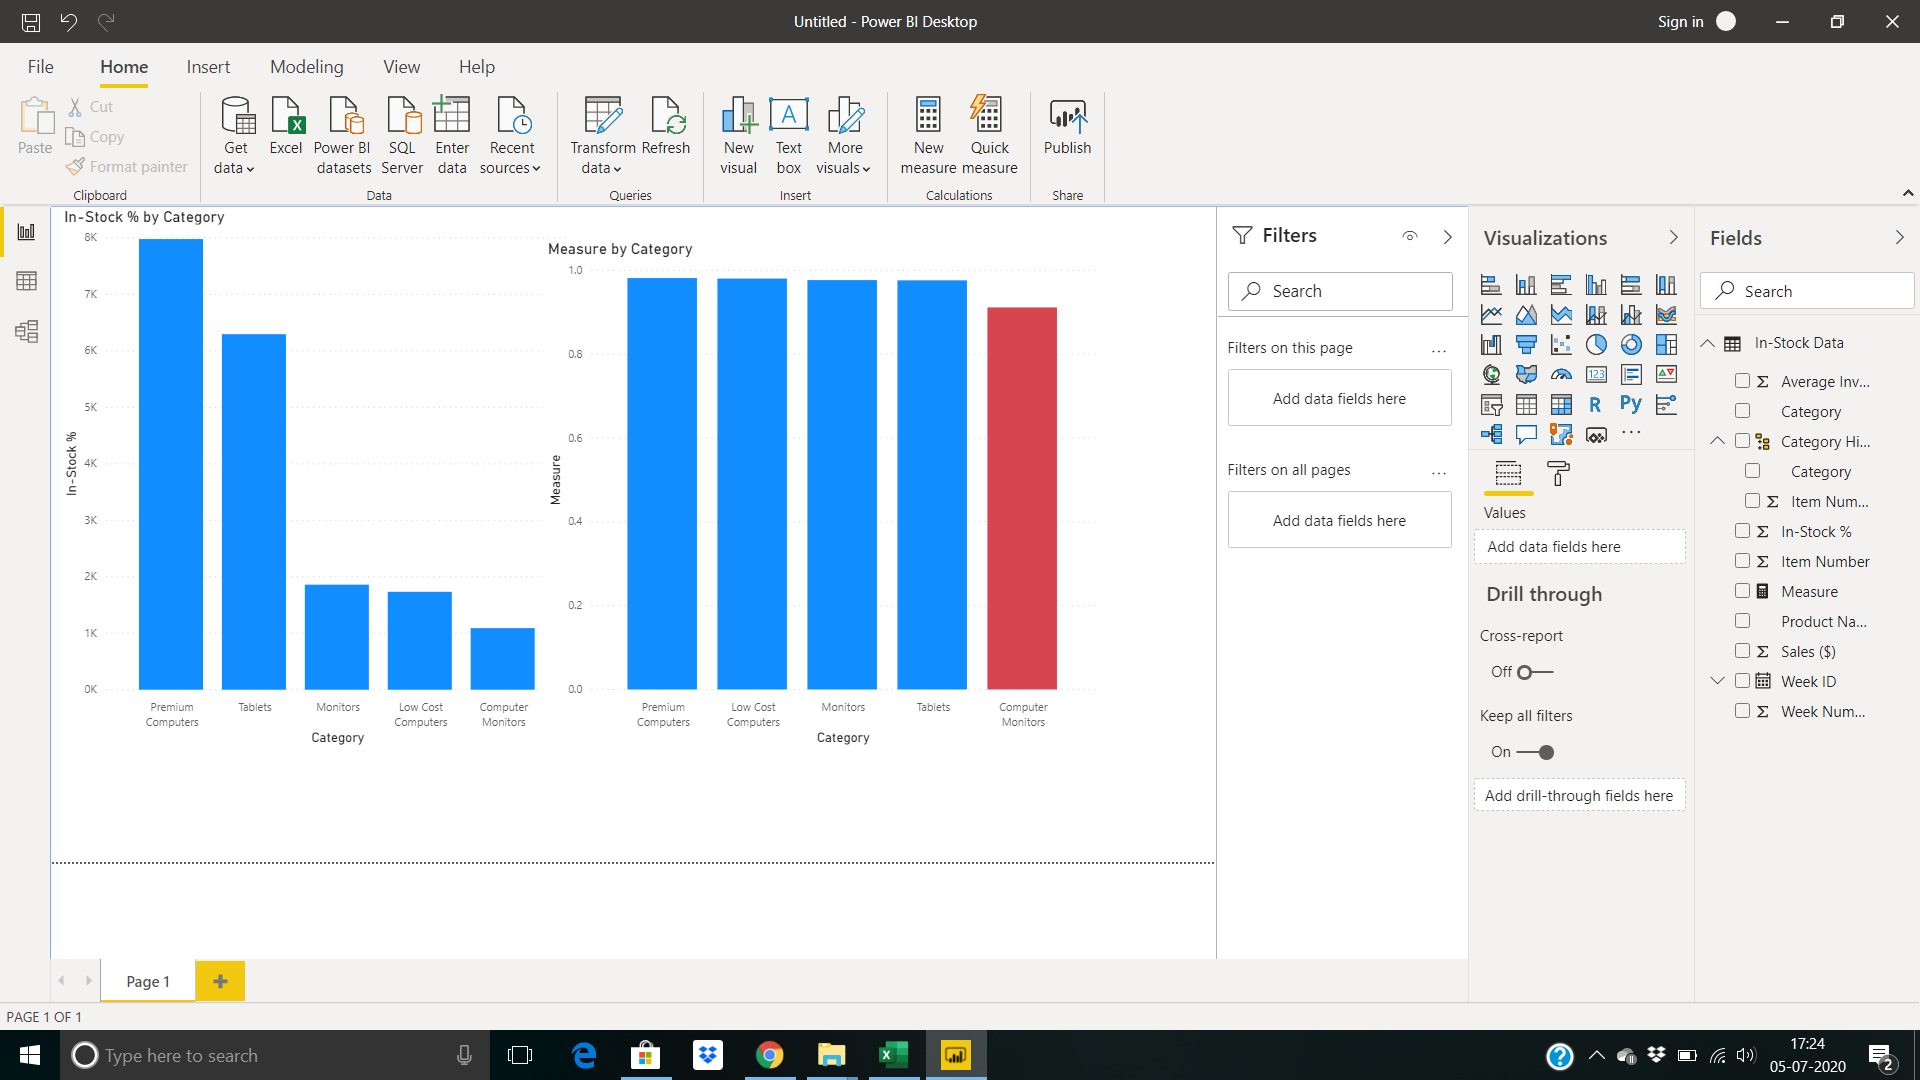 Untitled - Power BI Desktop
Sign in
File
Home
Insert
Modeling
View
Help
Paste
Cut
Copy
Format painter
Clipboard
Get data
Excel
Power BI datasets
SQL Server
Enter data
Recent sources
Data
Transform data
Refresh
Queries
New visual
Text box
More visuals
Insert
New measure
Quick measure
Calculations
Publish
Share
In-Stock % by Category
8K
7K
6K
5K
4K
3K
2K
1K
0K
In-Stock %
Premium Computers
Tablets
Monitors
Low Cost Computers
Computer Monitors
Category
Measure by Category
1.0
0.8
0.6
0.4
0.2
0.0
Measure
Premium Computers
Low Cost Computers
Monitors
Tablets
Computer Monitors
Category
Filters
Search
Filters on this page
...
Add data fields here
Filters on all pages
...
Add data fields here
Visualizations
123
R
Py
...
Values
Add data fields here
Drill through
Cross-report
Off
Keep all filters
On
Add drill-through fields here
Fields
Search
In-Stock Data
Σ Average Inv...
Category
Category Hi...
Category
Σ Item Num...
Σ In-Stock %
Σ Item Number
Measure
Product Na...
Σ Sales ($)
Week ID
Σ Week Num...
Page 1
PAGE 1 OF 1
Type here to search
17:24
05-07-2020
2